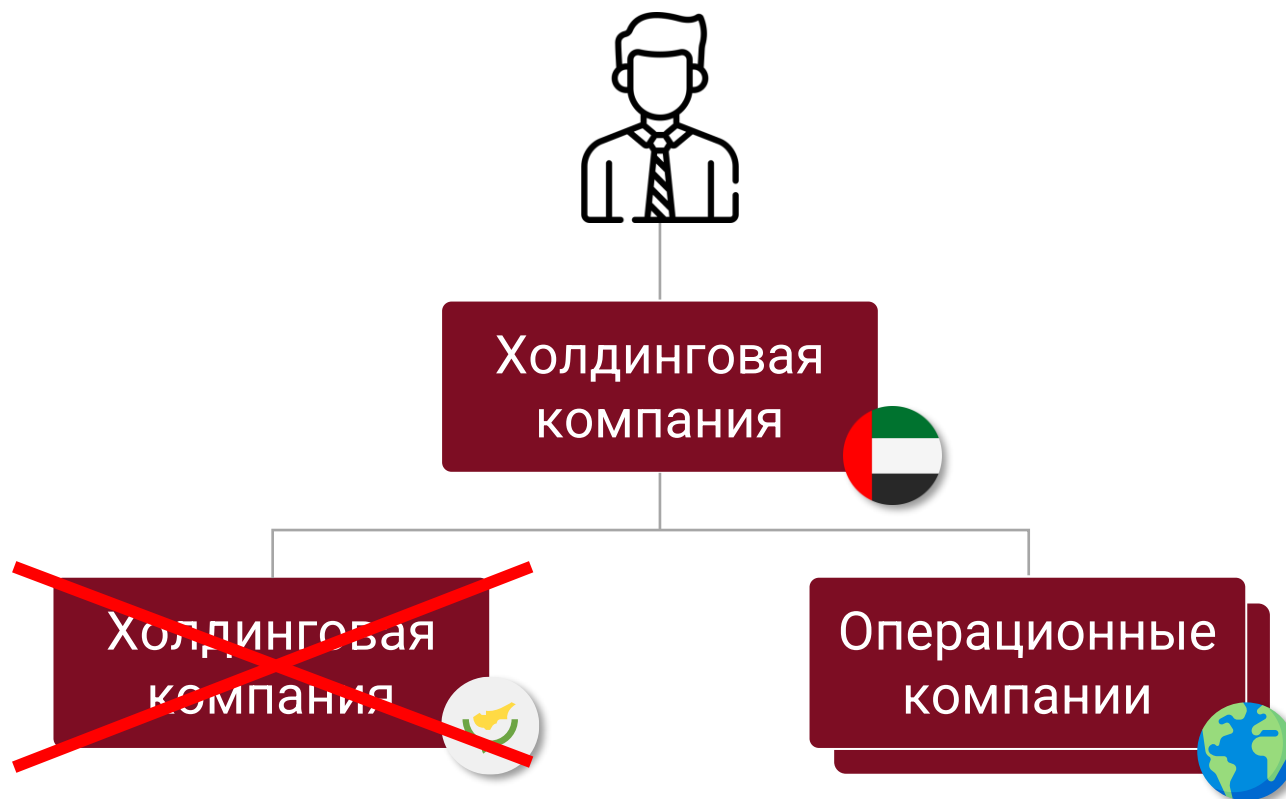 Холдинговая
компания
Холдинговая
компания
Операционные
компании